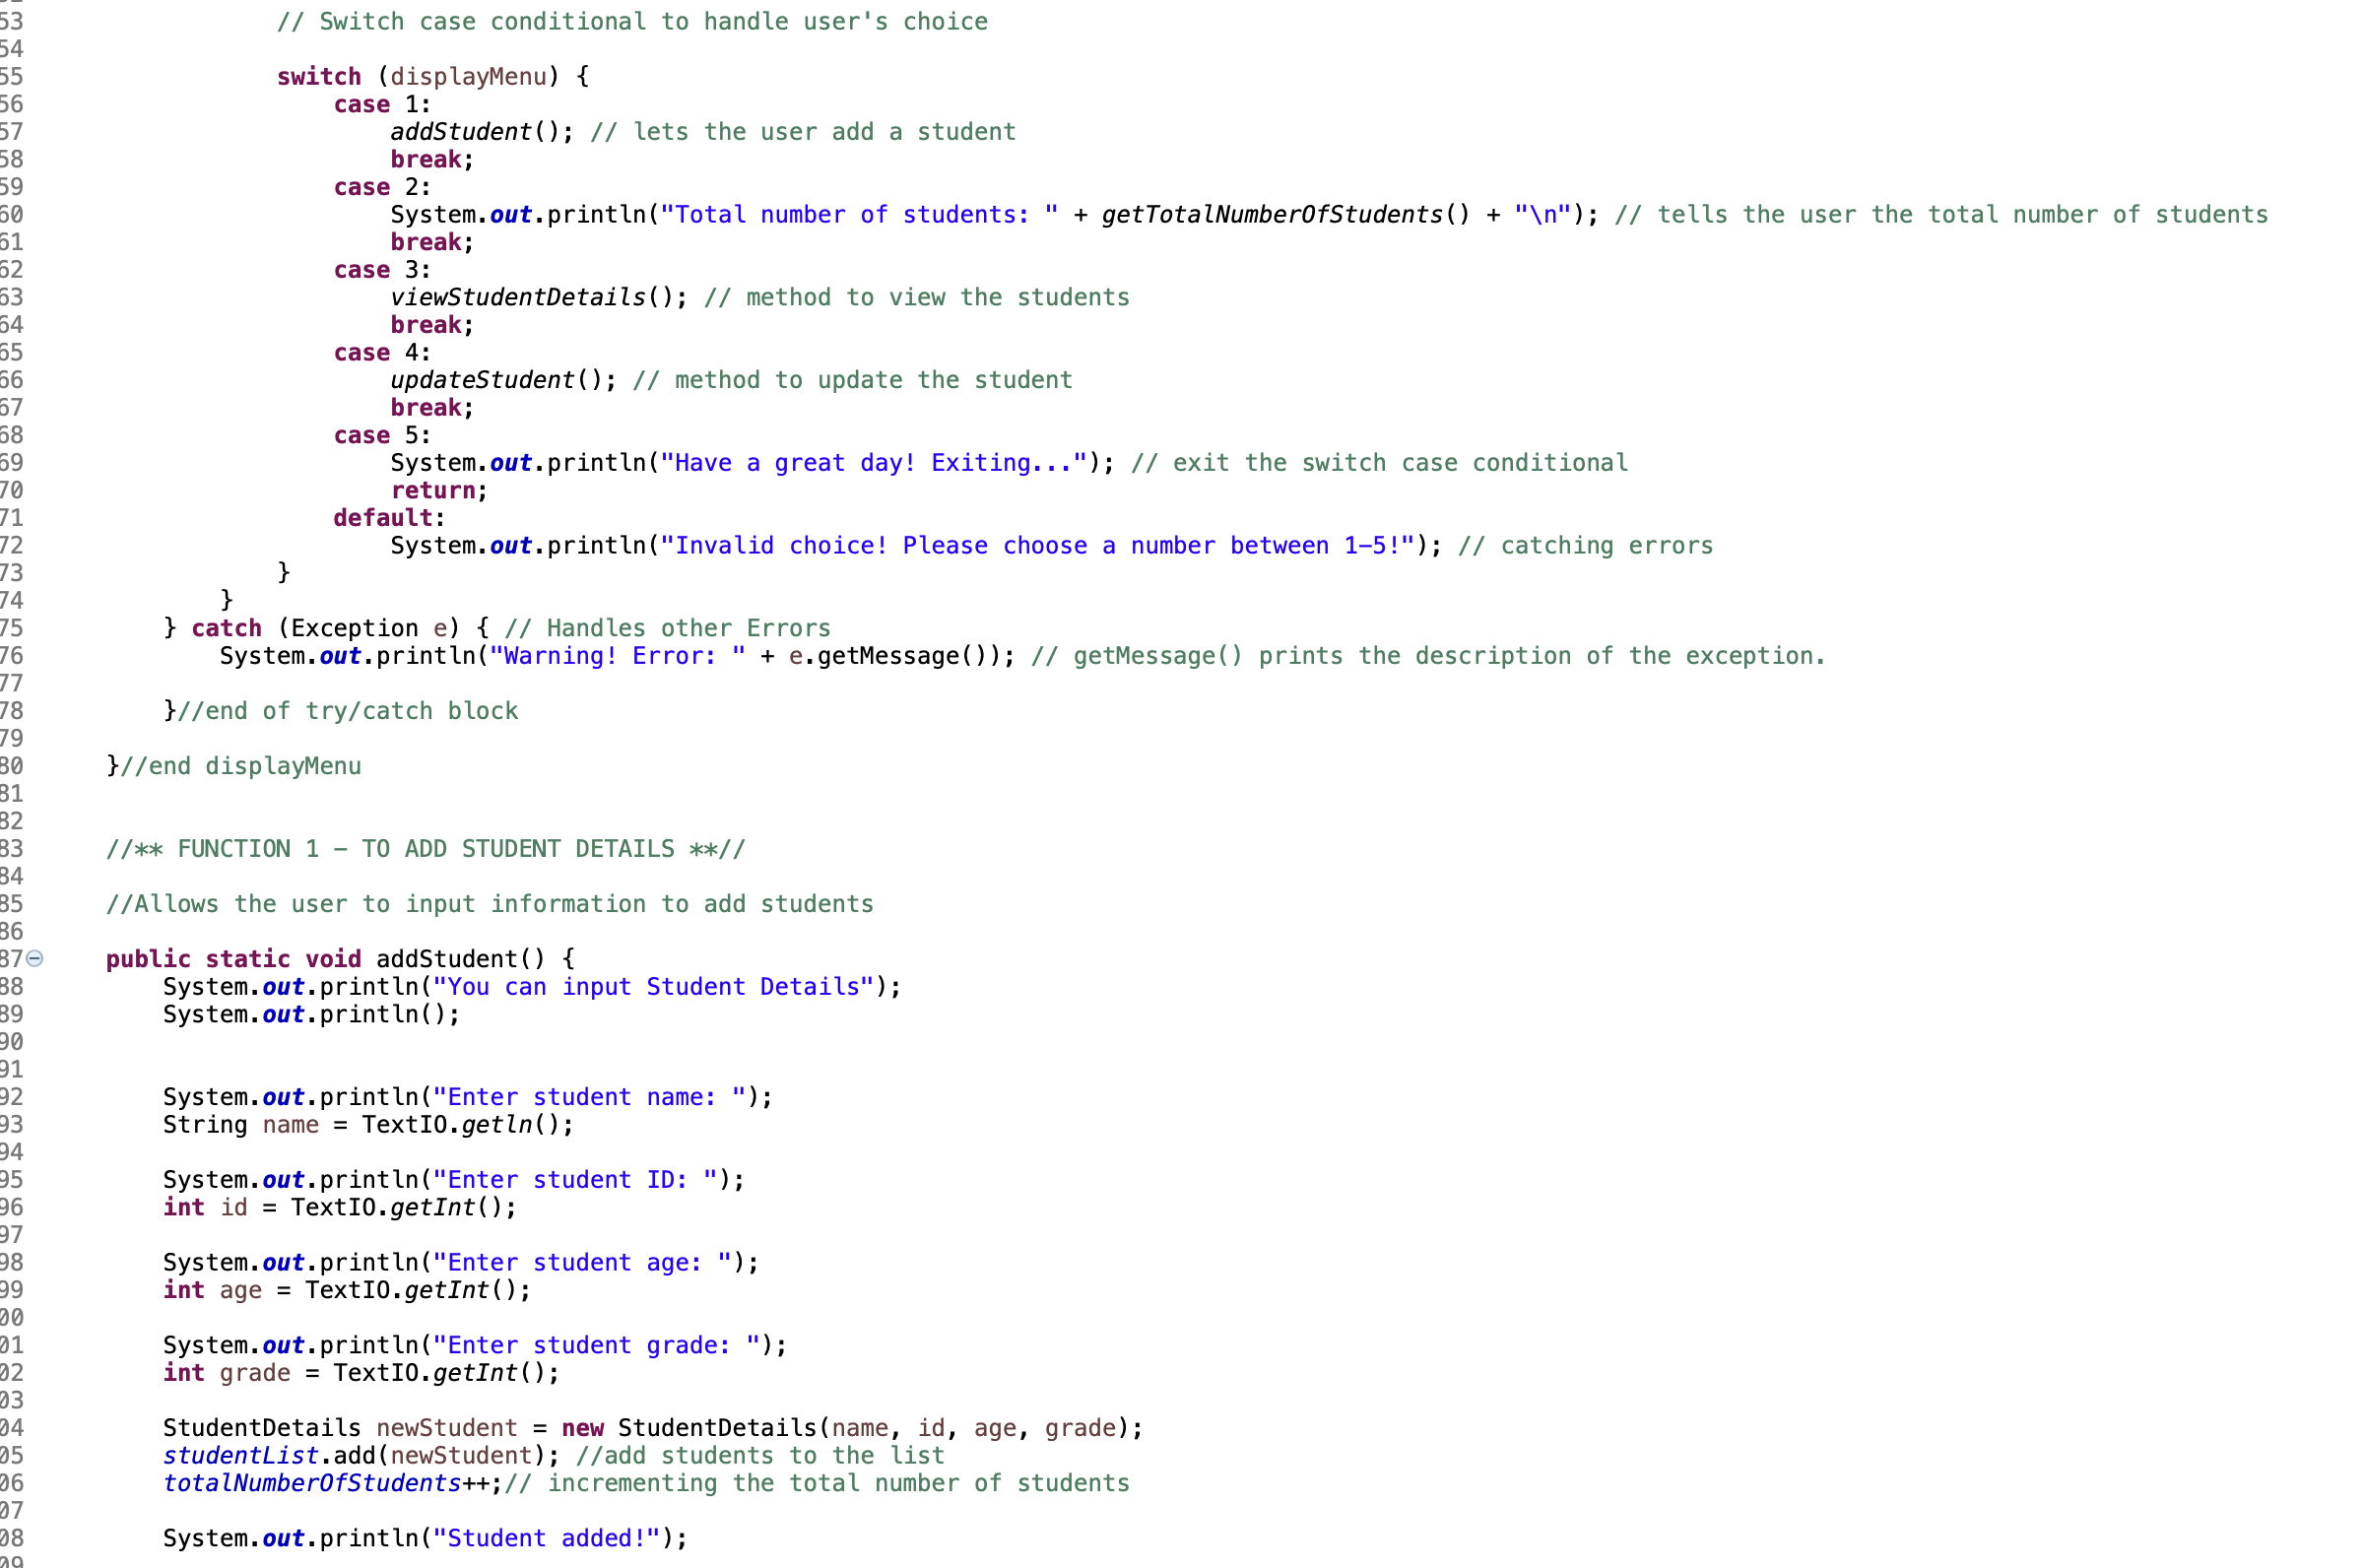 53 // Switch case conditional to handle user's choice
54
55 switch (displayMenu) {
56 case 1:
57 addStudent(); // lets the user add a student
58 break;
59 case 2:
60 System.out.println("Total number of students: " + getTotalNumberOfStudents() + "\n"); // tells the user the total number of students
61 break;
62 case 3:
63 viewStudentDetails(); // method to view the students
64 break;
65 case 4:
66 updateStudent(); // method to update the student
67 break;
68 case 5:
69 System.out.println("Have a great day! Exiting..."); // exit the switch case conditional
70 return;
71 default:
72 System.out.println("Invalid choice! Please choose a number between 1-5!"); // catching errors
73 }
74 }
75 } catch (Exception e) { // Handles other Errors
76 System.out.println("Warning! Error: " + e.getMessage()); // getMessage() prints the description of the exception.
77
78 }//end of try/catch block
79
80 }//end displayMenu
81
82
83 //** FUNCTION 1 - TO ADD STUDENT DETAILS **//
84
85 //Allows the user to input information to add students
86
87 public static void addStudent() {
88 System.out.println("You can input Student Details");
89 System.out.println();
90
91
92 System.out.println("Enter student name: ");
93 String name = TextIO.getln();
94
95 System.out.println("Enter student ID: ");
96 int id = TextIO.getInt();
97
98 System.out.println("Enter student age: ");
99 int age = TextIO.getInt();
00
01 System.out.println("Enter student grade: ");
02 int grade = TextIO.getInt();
03
04 StudentDetails newStudent = new StudentDetails(name, id, age, grade);
05 studentList.add(newStudent); //add students to the list
06 totalNumberOfStudents++;// incrementing the total number of students
07
08 System.out.println("Student added!");
09